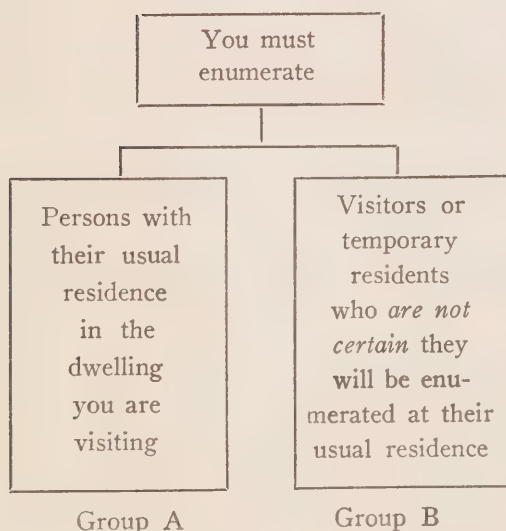 You must
enumerate
Persons with
their usual
residence
in the
dwelling
you are
visiting
Group A
Visitors or
temporary
residents
who are not
certain they
will be enu-
merated at their
usual residence
Group B